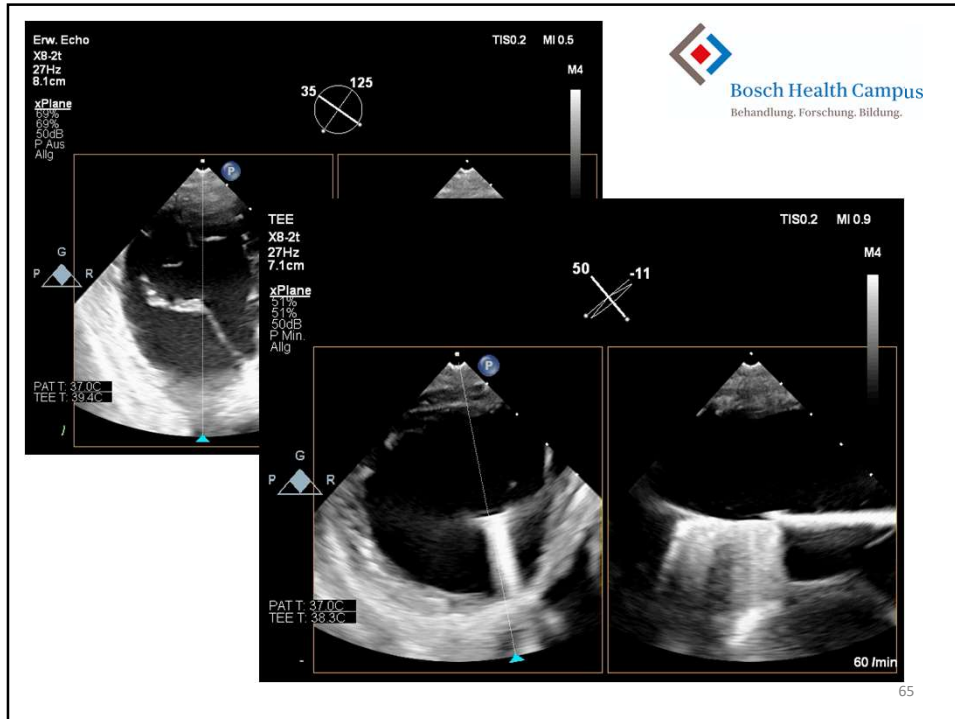 Erw. Echo
X8-2t
27Hz
8.1cm
xPlane
69%
69%
50dB
P Aus
Allg
TIS0.2 MI 0.5
M4
35
125
P
G
P R
PAT T: 37.0C
TEE T: 39.4C
Bosch Health Campus
Behandlung. Forschung. Bildung.
TEE
X8-2t
27Hz
7.1cm
xPlane
51%
51%
50dB
P Min.
Allg
TIS0.2 MI 0.9
M4
50
-11
P
G
P R
PAT T: 37.0C
TEE T: 38.3C
60 /min
65